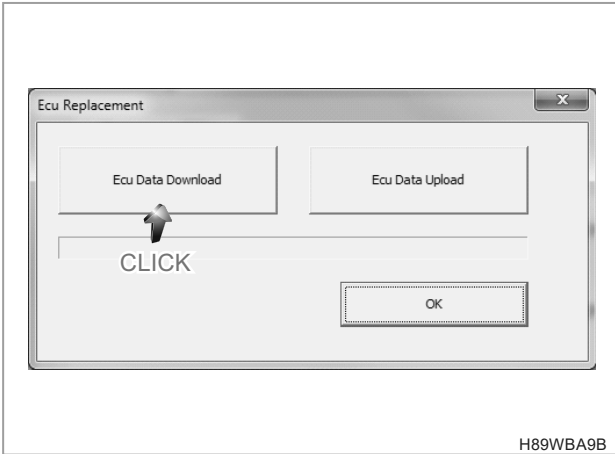 Ecu Replacement
x
Ecu Data Download
Ecu Data Upload
CLICK
OK
H89WBA9B